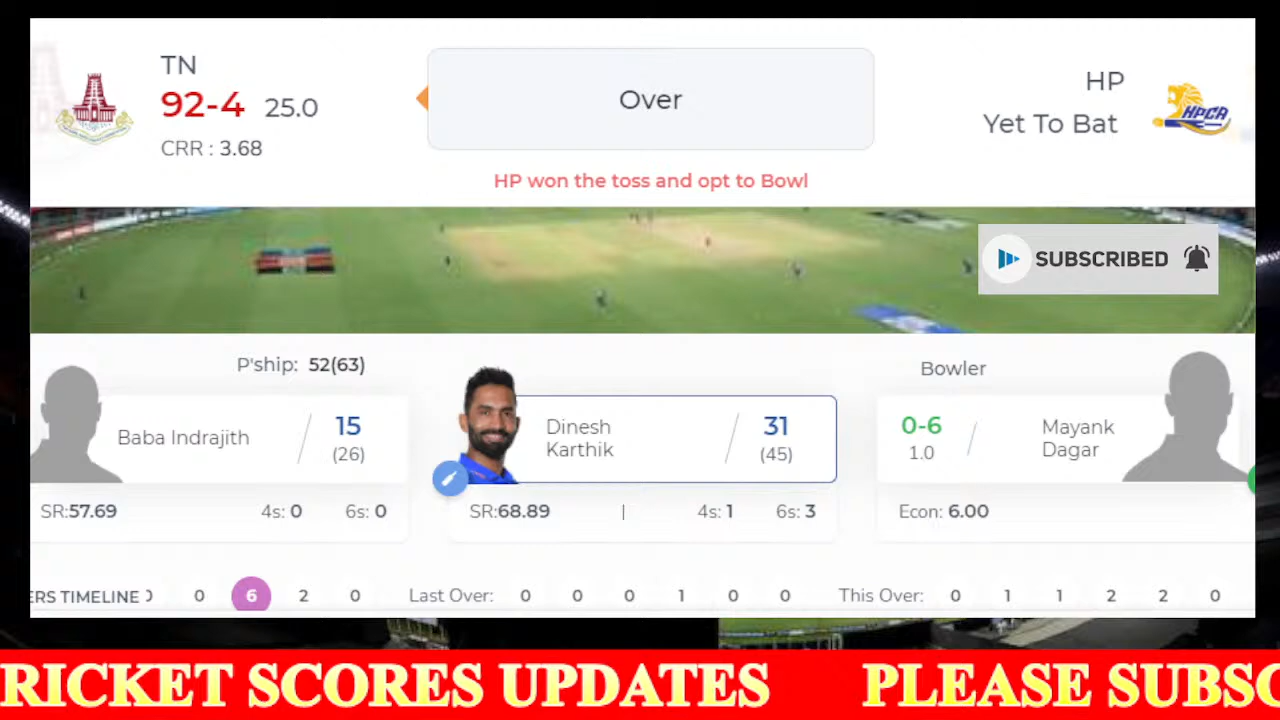 TN
92-4 25.0
CRR : 3.68
Over
HP won the toss and opt to Bowl
HP
Yet To Bat
HPCA
SUBSCRIBED
P'ship: 52(63)
Baba Indrajith
15
(26)
SR:57.69 4s: 0 6s: 0
Dinesh
Karthik
31
(45)
SR:68.89 | 4s: 1 6s: 3
Bowler
0-6
1.0
Mayank
Dagar
Econ: 6.00
ERS TIMELINE 0 0 6 2 0 Last Over: 0 0 0 1 0 0 This Over: 0 1 1 2 2 0
RICKET SCORES UPDATES PLEASE SUBSC